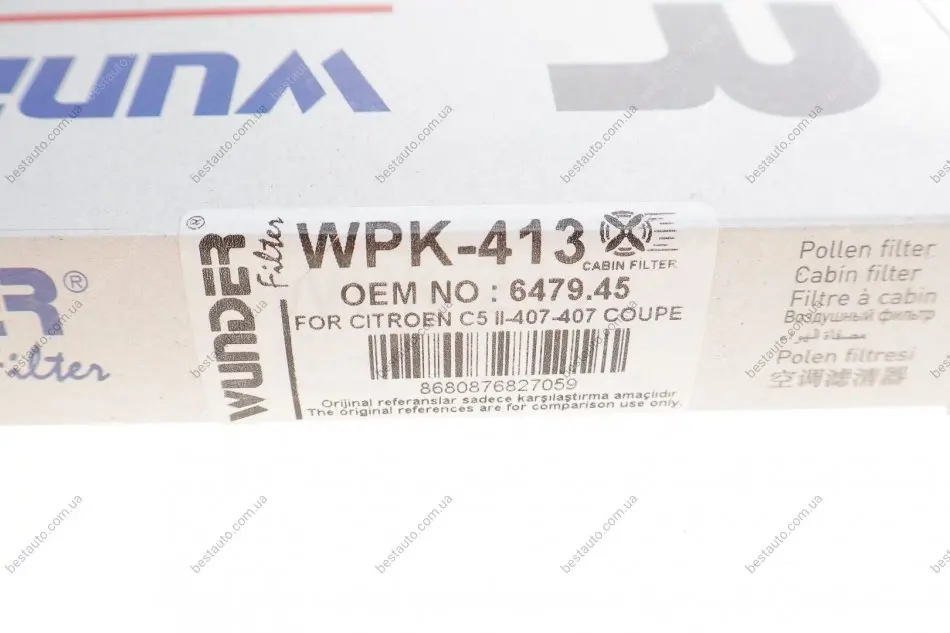 WUNDER® Filter
WPK-413
CABIN FILTER
OEM NO : 6479.45
FOR CITROEN C5 II-407-407 COUPE
8680876827059
Orijinal referanslar sadece karşılaştırma amaçlıdır
The original references are for comparison use only.
Pollen filter
Cabin filter
Filtre à cabin
Воздушный фильтр
Polen filtresi
空调滤清器
bestauto.com.ua